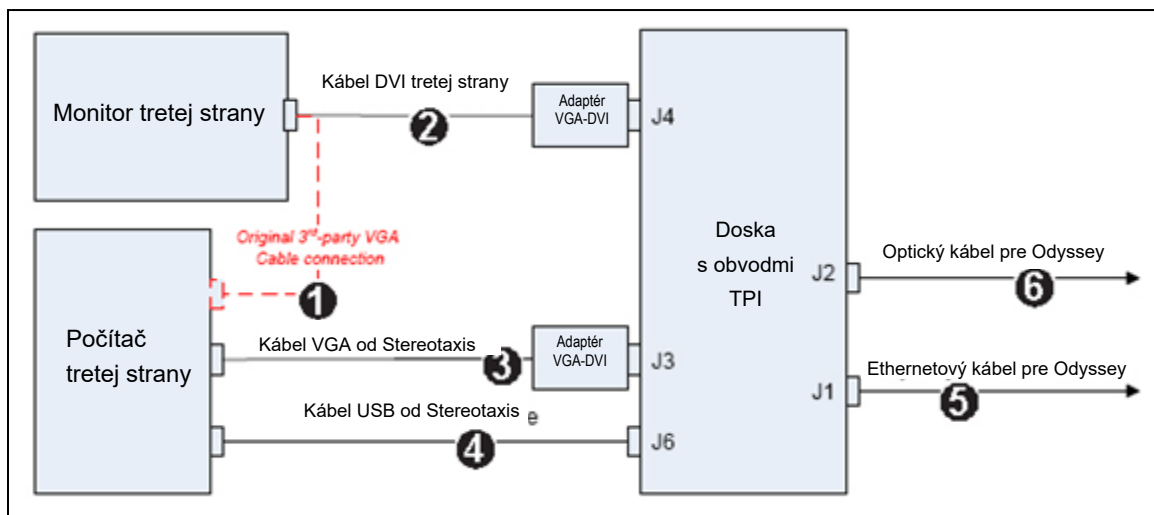 Monitor tretej strany
Kábel DVI tretej strany
2
Adaptér
VGA-DVI
J4
Original 3rd-party VGA
Cable connection
1
Doska
s obvodmi
TPI
J2
Optický kábel pre Odyssey
6
Počítač
tretej strany
Kábel VGA od Stereotaxis
3
Adaptér
VGA-DVI
J3
J1
Ethernetový kábel pre Odyssey
5
Kábel USB od Stereotaxis
e
4
J6